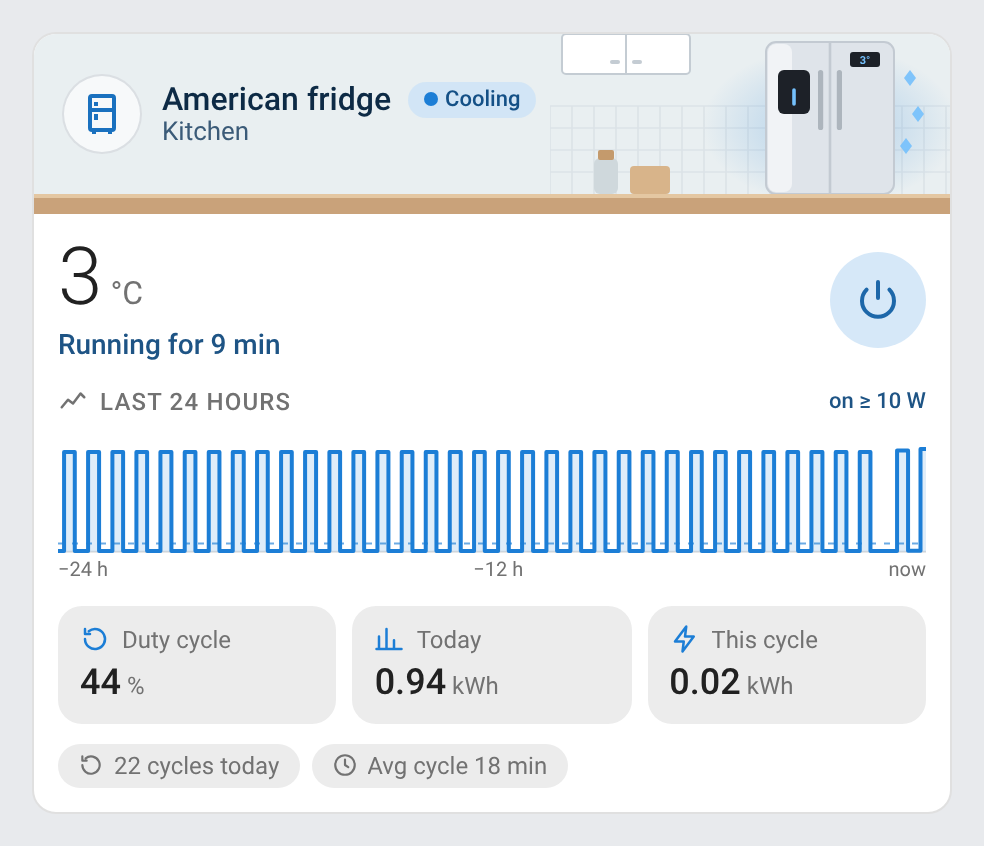 American fridge
Cooling
Kitchen
3°
3 °C
Running for 9 min
LAST 24 HOURS
on ≥ 10 W
−24 h
−12 h
now
Duty cycle
44 %
Today
0.94 kWh
This cycle
0.02 kWh
22 cycles today
Avg cycle 18 min